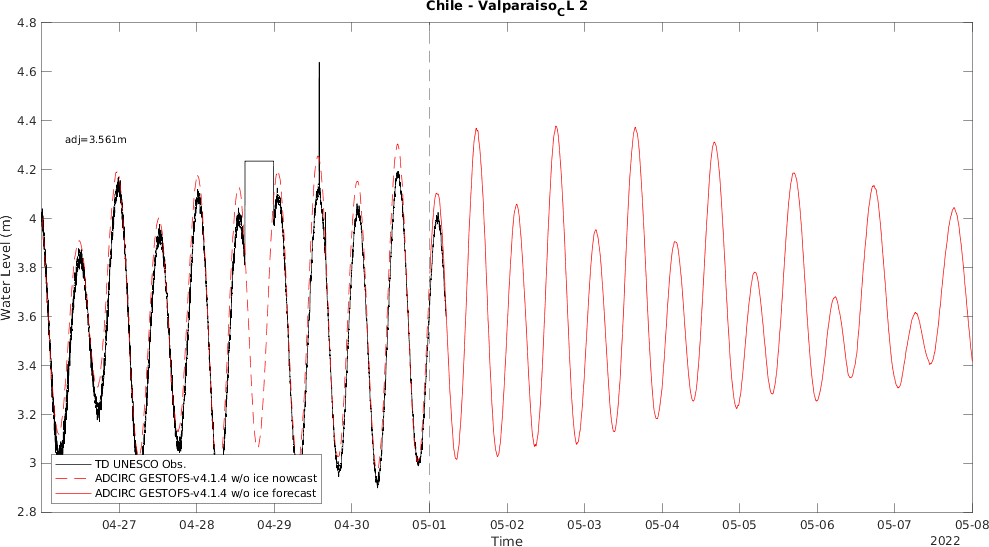 Chile - ValparaisoCL 2
4.8
4.6
4.4
4.2
4
3.8
3.6
3.4
3.2
3
2.8
Water Level (m)
adj=3.561m
TD UNESCO Obs.
ADCIRC GESTOFS-v4.1.4 w/o ice nowcast
ADCIRC GESTOFS-v4.1.4 w/o ice forecast
04-27 04-28 04-29 04-30 05-01 05-02 05-03 05-04 05-05 05-06 05-07 05-08
Time
2022